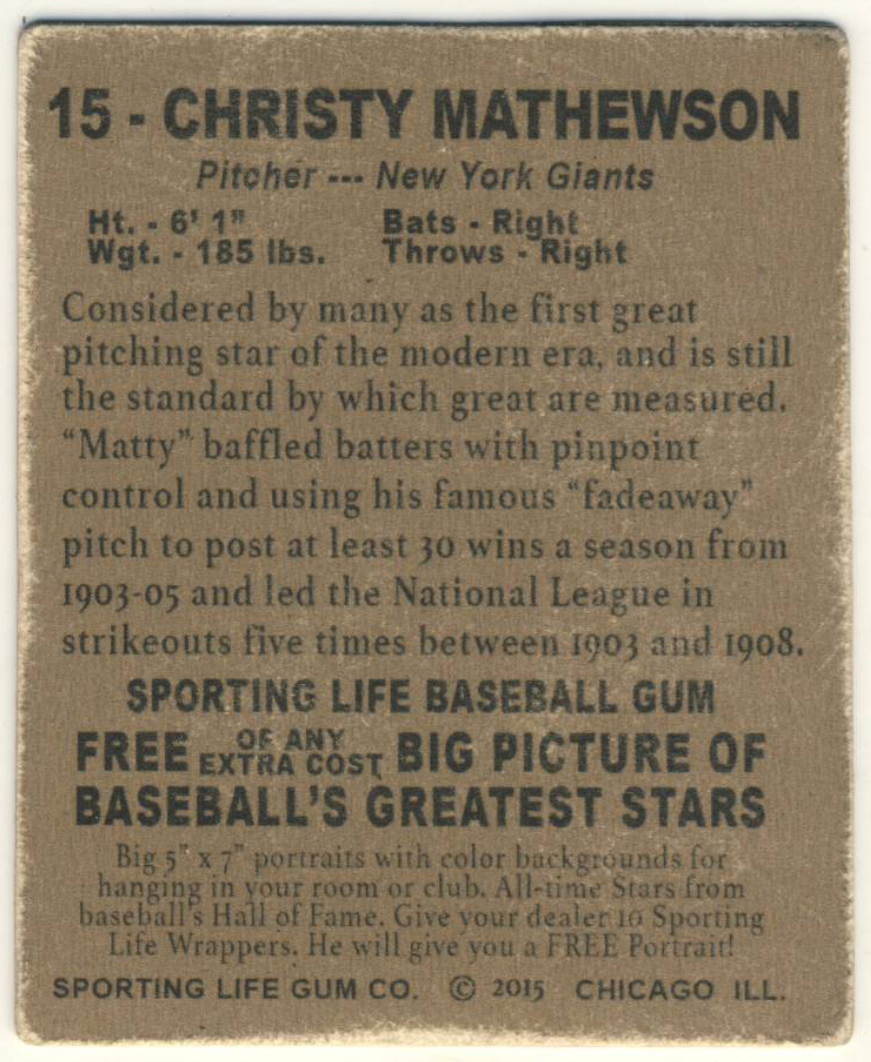 15 - CHRISTY MATHEWSON
Pitcher --- New York Giants
Ht. - 6' 1" Bats - Right
Wgt. - 185 lbs. Throws - Right
Considered by many as the first great
pitching star of the modern era, and is still
the standard by which great are measured.
“Matty” baffled batters with pinpoint
control and using his famous “fadeaway”
pitch to post at least 30 wins a season from
1903-05 and led the National League in
strikeouts five times between 1903 and 1908.
SPORTING LIFE BASEBALL GUM
FREE OF ANY EXTRA COST BIG PICTURE OF
BASEBALL'S GREATEST STARS
Big 5" x 7" portraits with color backgrounds for
hanging in your room or club. All-time Stars from
baseball's Hall of Fame. Give your dealer 10 Sporting
Life Wrappers. He will give you a FREE Portrait!
SPORTING LIFE GUM CO. © 2015 CHICAGO ILL.